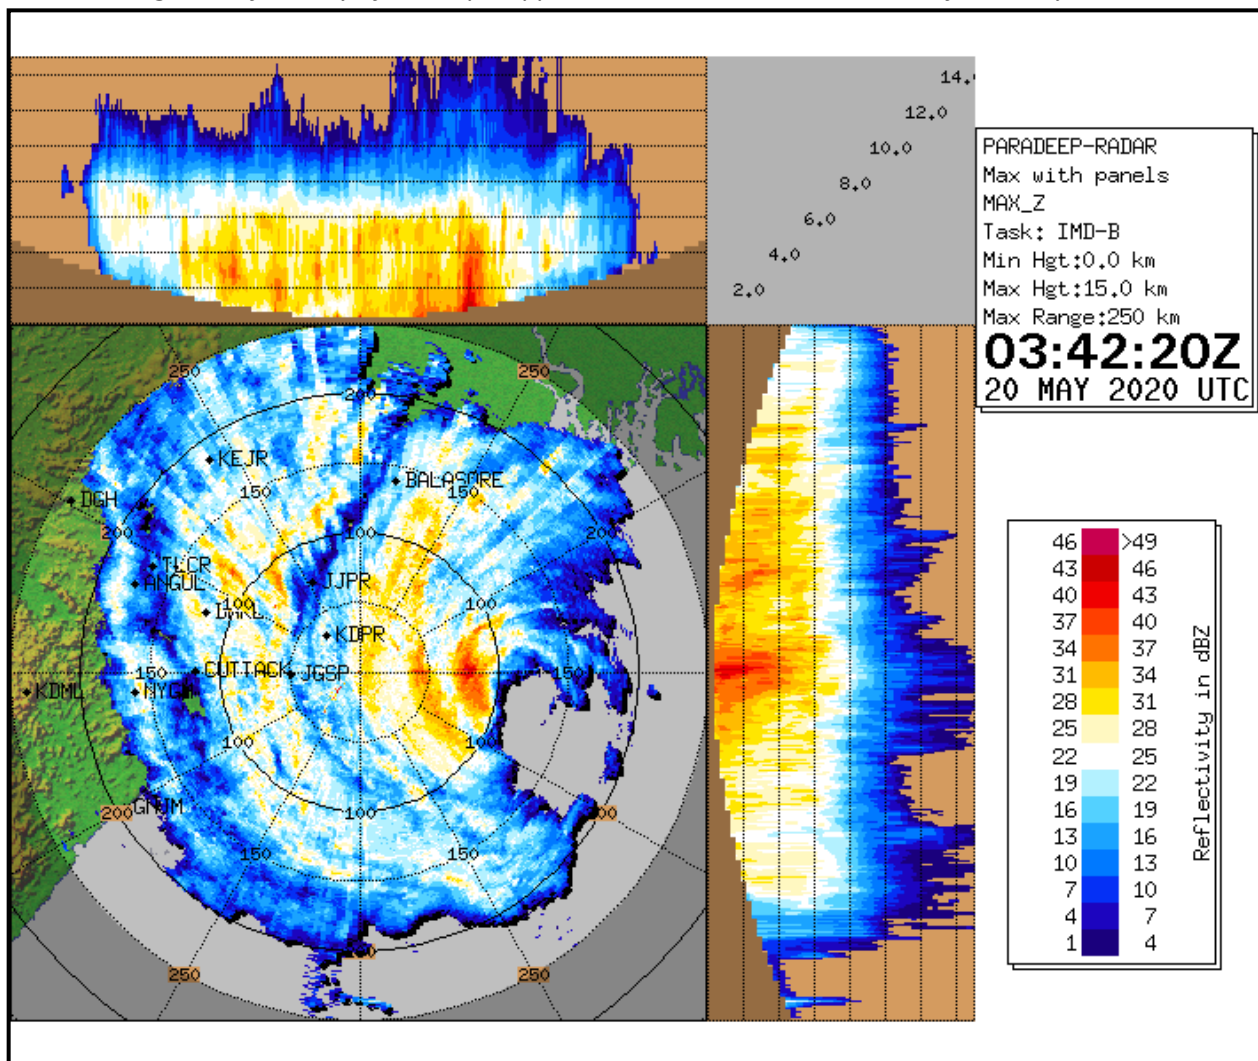 14.
12.0
10.0
8.0
6.0
4.0
2.0
PARADEEP-RADAR
Max with panels
MAX_Z
Task: IMD-B
Min Hgt:0.0 km
Max Hgt:15.0 km
Max Range:250 km
03:42:20Z
20 MAY 2020 UTC
250
250
200
KEJR
BALASORE
150
150
DGH
200
100
200
TLCR
ANGUL
JJPR
100
100
KDPR
150
CUTTACK
JGSP
150
KDML
NYG
100
100
GNJM
200
100
200
150
150
250
250
46 >49
43 46
40 43
37 40
34 37
31 34
28 31
25 28
22 25
19 22
16 19
13 16
10 13
7 10
4 7
1 4
Reflectivity in dBZ